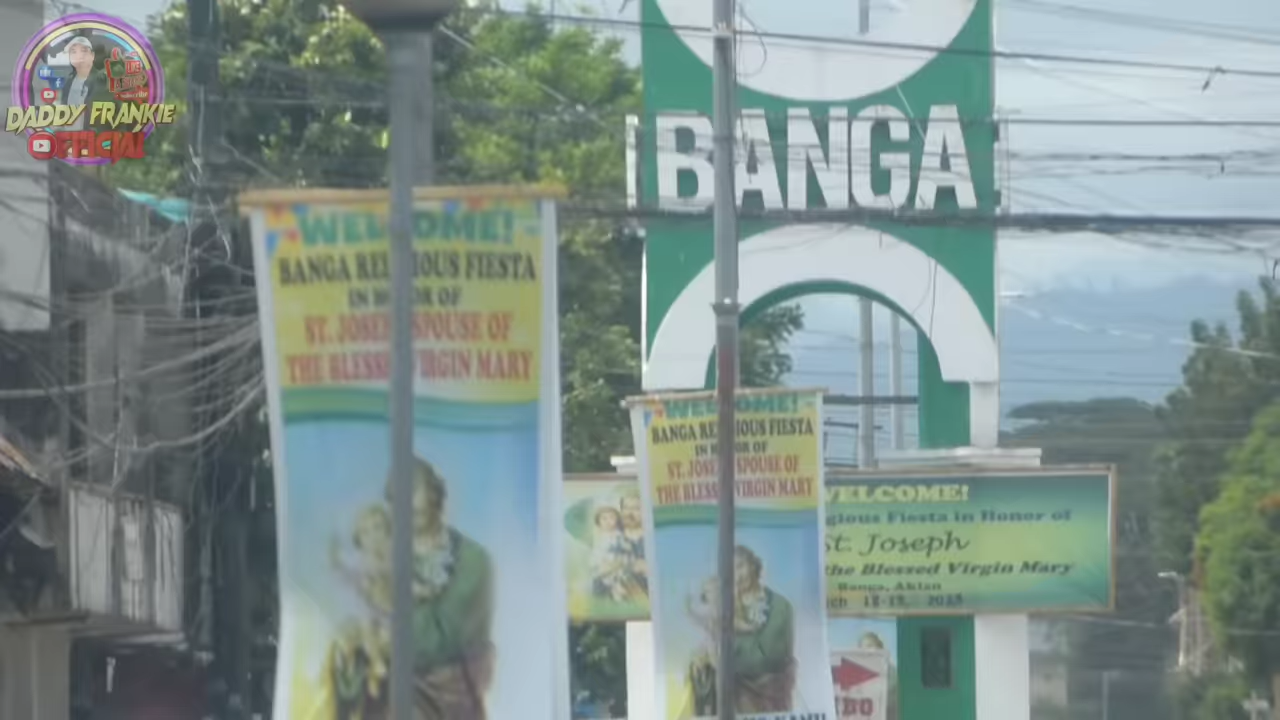 DADDY FRANKIE
OFFICIAL
BANGA
WELCOME!
BANGA RELIGIOUS FIESTA
IN HONOR OF
ST. JOSEPH SPOUSE OF
THE BLESSED VIRGIN MARY
WELCOME!
BANGA RELIGIOUS FIESTA
IN HONOR OF
ST. JOSEPH SPOUSE OF
THE BLESSED VIRGIN MARY
WELCOME!
gious Fiesta in Honor of
St. Joseph
the Blessed Virgin Mary
Banga, Aklan